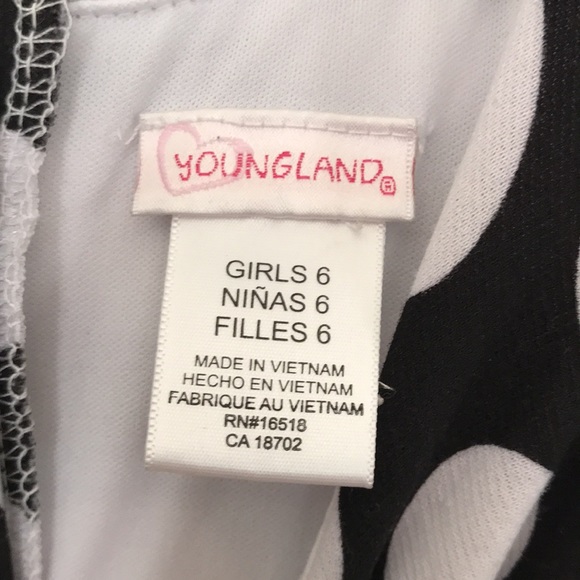 YOUNGLAND®
GIRLS 6
NIÑAS 6
FILLES 6
MADE IN VIETNAM
HECHO EN VIETNAM
FABRIQUE AU VIETNAM
RN#16518
CA 18702